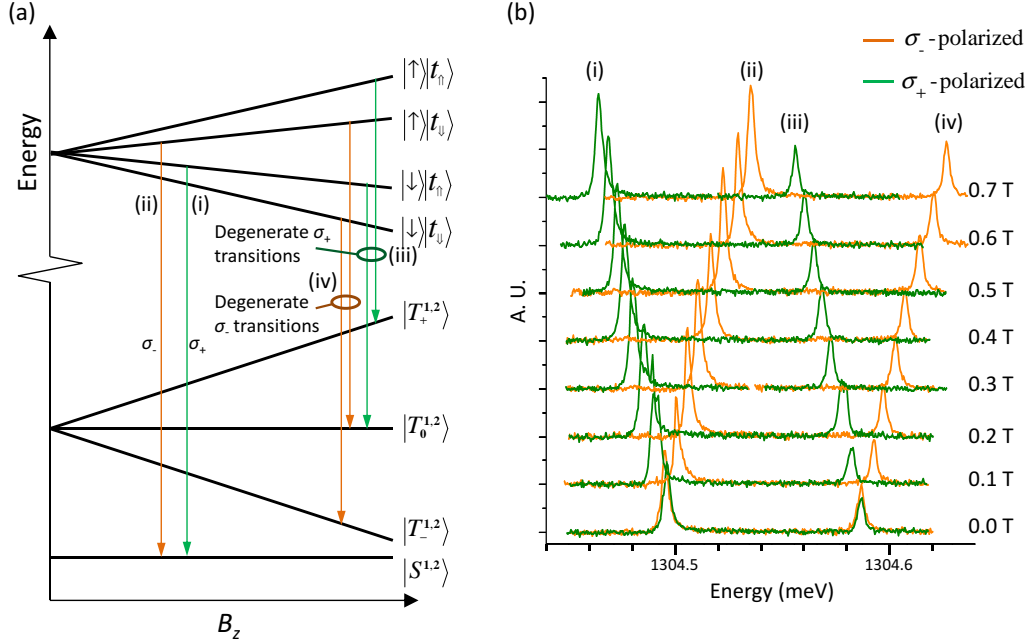 (a)
Energy
|↑⟩|t⇑⟩
|↑⟩|t⇓⟩
|↓⟩|t⇑⟩
|↓⟩|t⇓⟩
(ii)
(i)
Degenerate σ+
transitions
(iii)
(iv)
Degenerate
σ- transitions
σ-
σ+
|T+^1,2⟩
|T0^1,2⟩
|T-^1,2⟩
|S^1,2⟩
Bz
(b)
σ- -polarized
σ+ -polarized
(i)
(ii)
(iii)
(iv)
A. U.
0.7 T
0.6 T
0.5 T
0.4 T
0.3 T
0.2 T
0.1 T
0.0 T
1304.5
1304.6
Energy (meV)